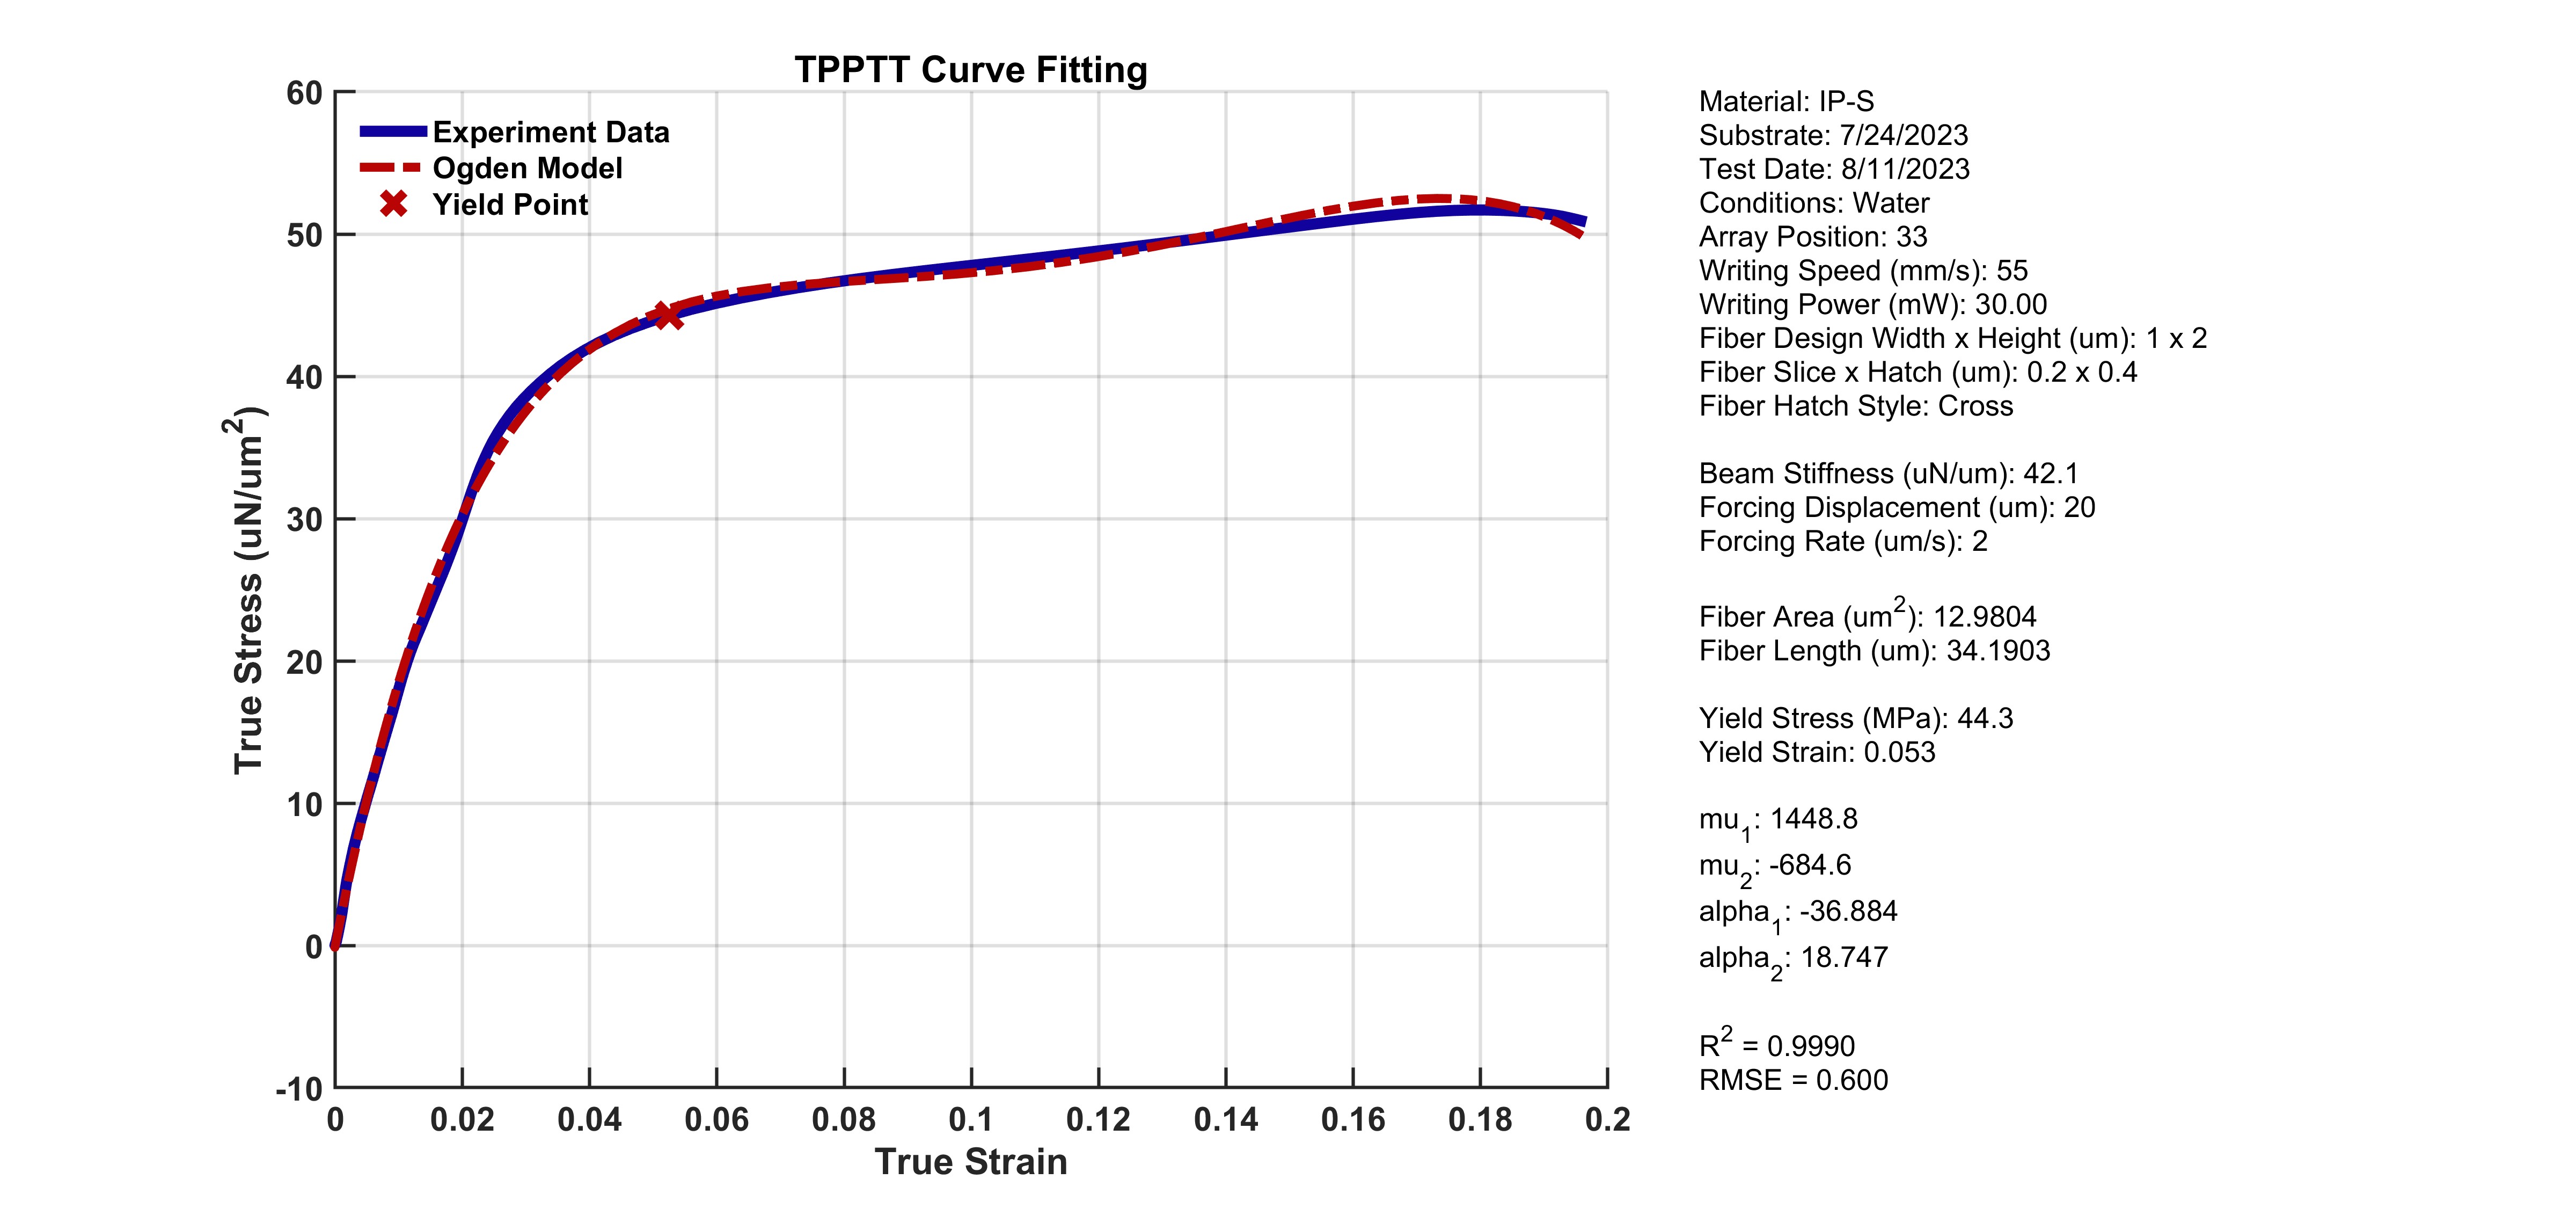 TPPTT Curve Fitting
60
50
40
30
20
10
0
-10
True Stress (uN/um²)
Experiment Data
Ogden Model
Yield Point
0 0.02 0.04 0.06 0.08 0.1 0.12 0.14 0.16 0.18 0.2
True Strain
Material: IP-S
Substrate: 7/24/2023
Test Date: 8/11/2023
Conditions: Water
Array Position: 33
Writing Speed (mm/s): 55
Writing Power (mW): 30.00
Fiber Design Width x Height (um): 1 x 2
Fiber Slice x Hatch (um): 0.2 x 0.4
Fiber Hatch Style: Cross
Beam Stiffness (uN/um): 42.1
Forcing Displacement (um): 20
Forcing Rate (um/s): 2
Fiber Area (um²): 12.9804
Fiber Length (um): 34.1903
Yield Stress (MPa): 44.3
Yield Strain: 0.053
mu₁: 1448.8
mu₂: -684.6
alpha₁: -36.884
alpha₂: 18.747
R² = 0.9990
RMSE = 0.600